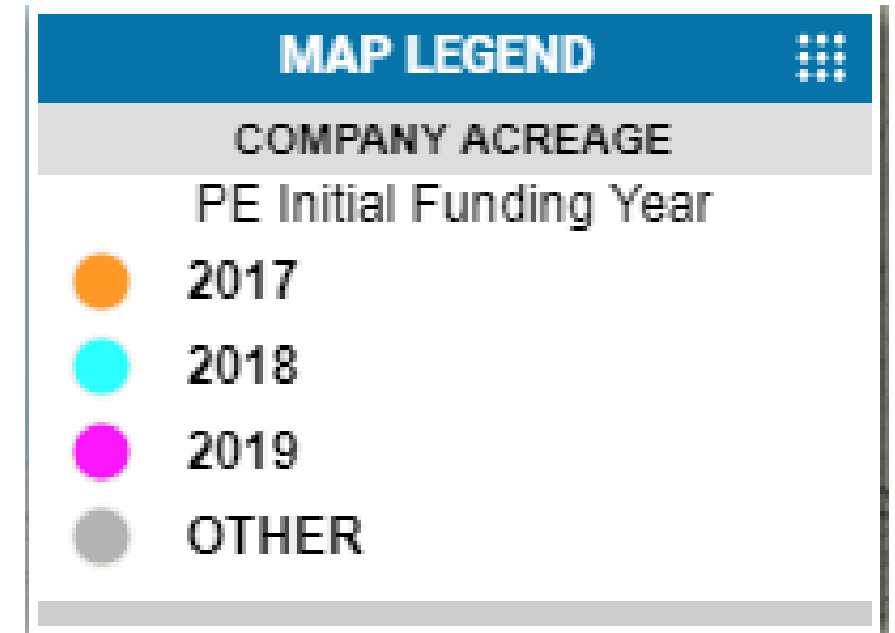 MAP LEGEND
COMPANY ACREAGE
PE Initial Funding Year
2017
2018
2019
OTHER